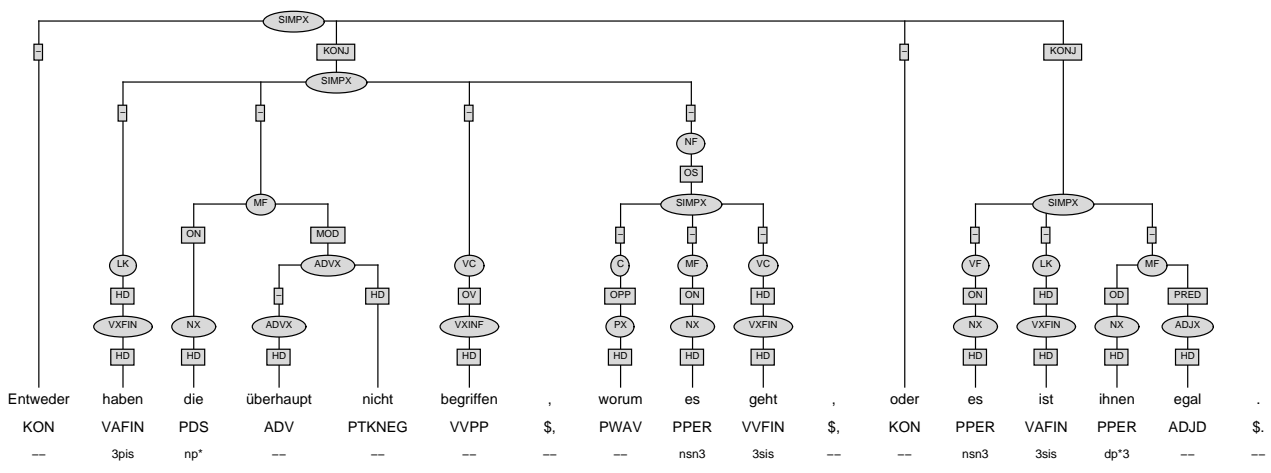 SIMPX
– KONJ – KONJ
SIMPX
– – – –
NF
OS
MF SIMPX SIMPX
ON MOD – – – – – –
LK ADVX VC C MF VC VF LK MF
HD – HD OV OPP ON HD ON HD OD PRED
VXFIN NX ADVX VXINF PX NX VXFIN NX VXFIN NX ADJX
HD HD HD HD HD HD HD HD HD HD HD
Entweder haben die überhaupt nicht begriffen , worum es geht , oder es ist ihnen egal .
KON VAFIN PDS ADV PTKNEG VVPP $, PWAV PPER VVFIN $, KON PPER VAFIN PPER ADJD $.
–– 3pis np* –– –– –– –– –– nsn3 3sis –– –– nsn3 3sis dp*3 –– ––